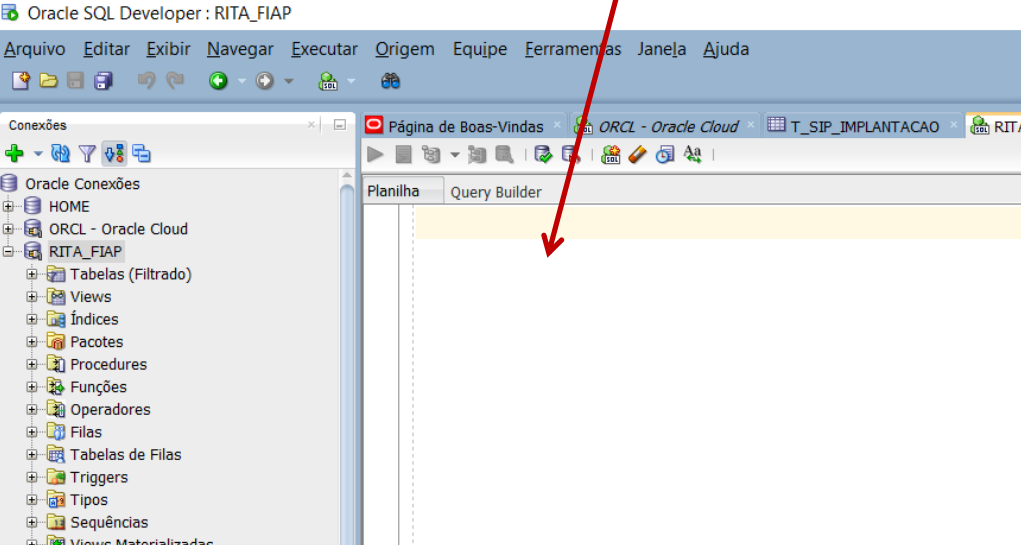 Oracle SQL Developer : RITA_FIAP
Arquivo Editar Exibir Navegar Executar Origem Equipe Ferramentas Janela Ajuda
Conexões
Página de Boas-Vindas ORCL - Oracle Cloud T_SIP_IMPLANTACAO RITA
Planilha Query Builder
Oracle Conexões
HOME
ORCL - Oracle Cloud
RITA_FIAP
Tabelas (Filtrado)
Views
Índices
Pacotes
Procedures
Funções
Operadores
Filas
Tabelas de Filas
Triggers
Tipos
Sequências
Views Materializadas